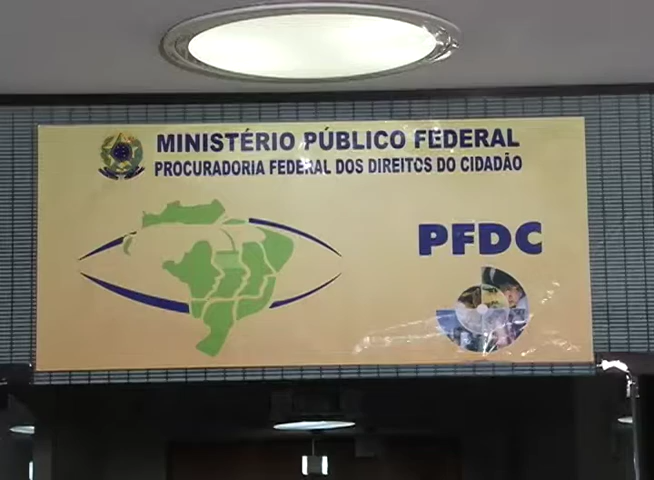 MINISTÉRIO PÚBLICO FEDERAL
PROCURADORIA FEDERAL DOS DIREITOS DO CIDADÃO
PFDC